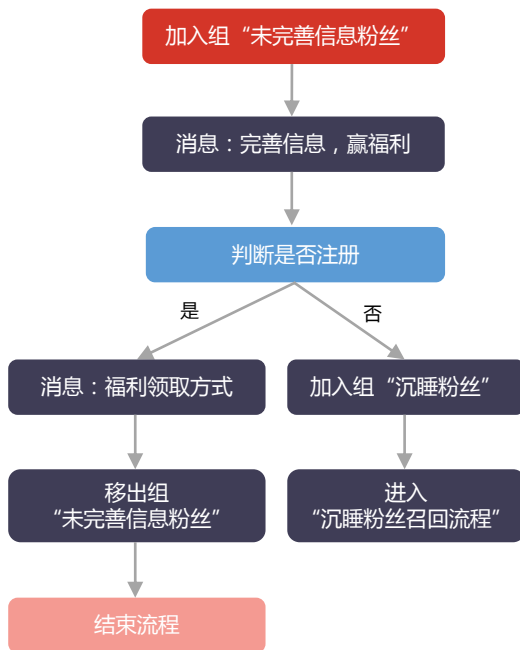 加入组“未完善信息粉丝”
消息：完善信息，赢福利
判断是否注册
是
否
消息：福利领取方式
加入组“沉睡粉丝”
移出组
“未完善信息粉丝”
进入
“沉睡粉丝召回流程”
结束流程